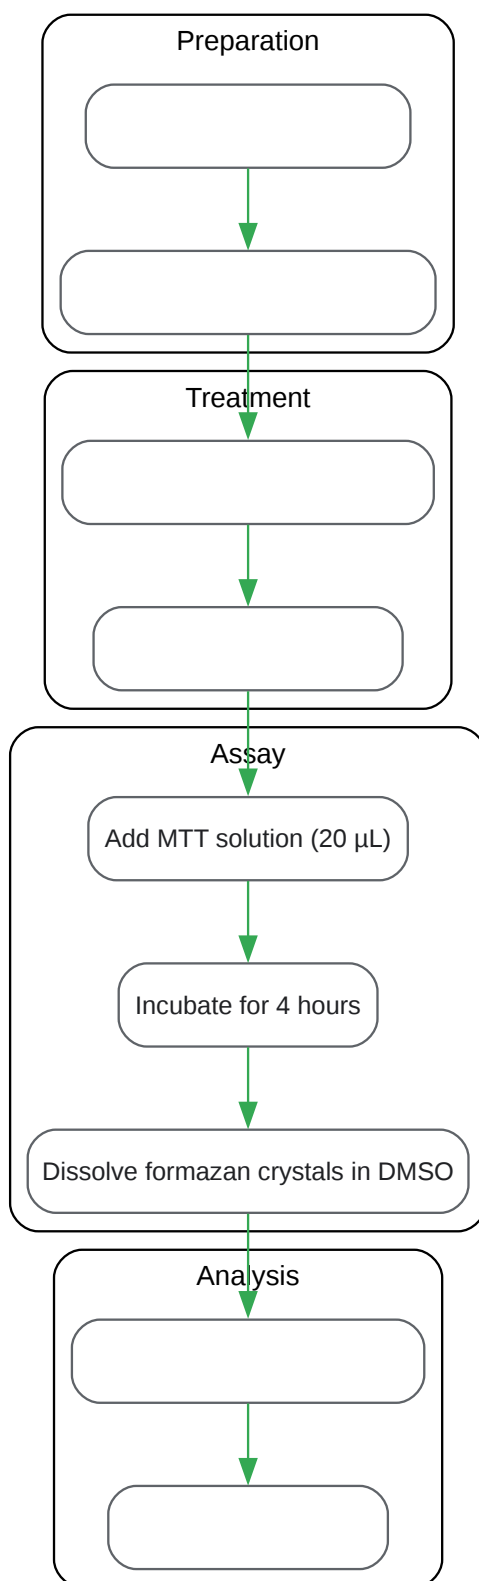 Preparation
Treatment
Assay
Add MTT solution (20 µL)
Incubate for 4 hours
Dissolve formazan crystals in DMSO
Analysis